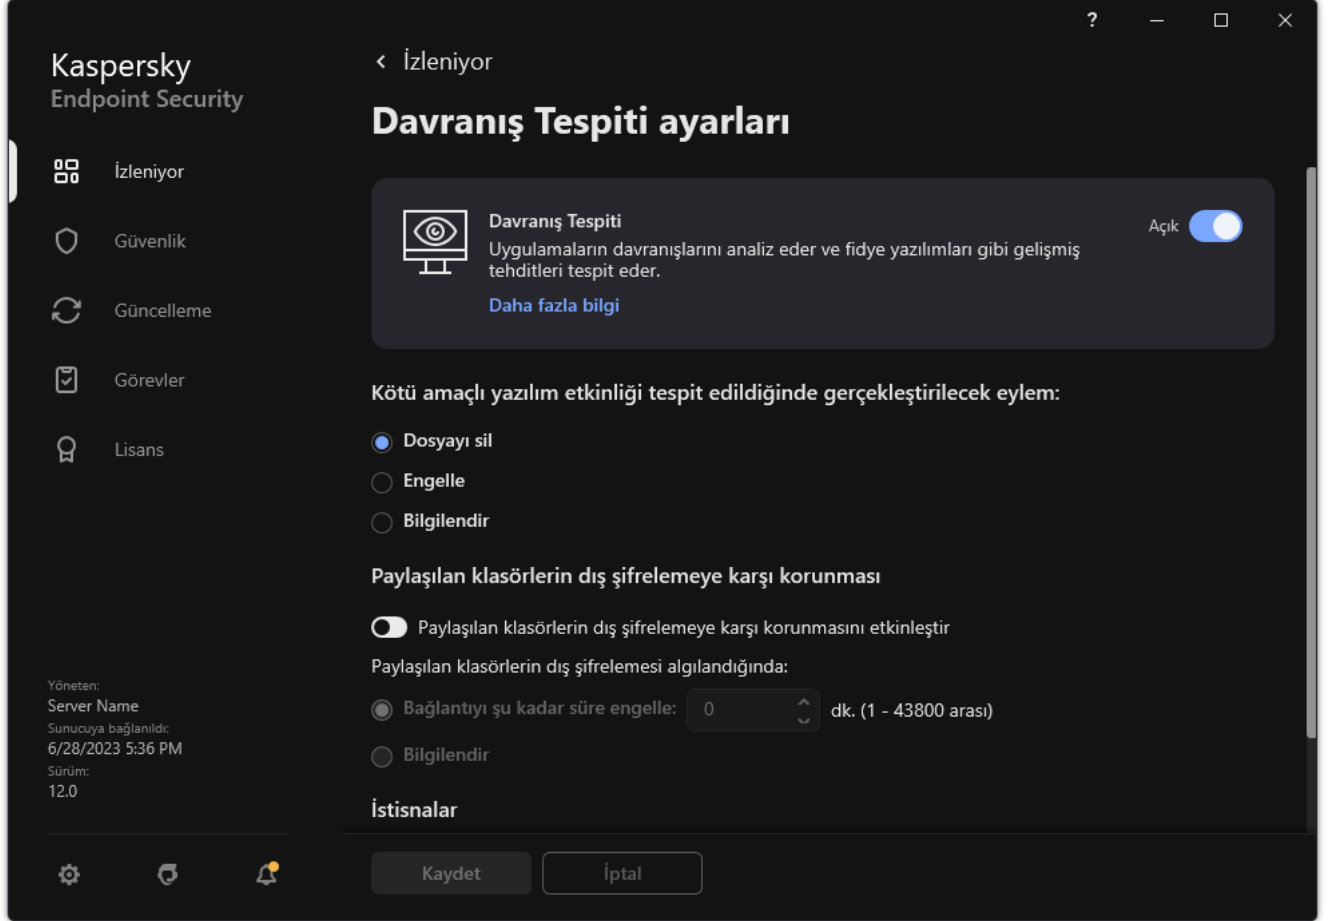 ?
Kaspersky
Endpoint Security
İzleniyor
Güvenlik
Güncelleme
Görevler
Lisans
Yöneten:
Server Name
Sunucuya bağlanıldı:
6/28/2023 5:36 PM
Sürüm:
12.0
İzleniyor
Davranış Tespiti ayarları
Davranış Tespiti
Uygulamaların davranışlarını analiz eder ve fidye yazılımları gibi gelişmiş
tehditleri tespit eder.
Daha fazla bilgi
Açık
Kötü amaçlı yazılım etkinliği tespit edildiğinde gerçekleştirilecek eylem:
Dosyayı sil
Engelle
Bilgilendir
Paylaşılan klasörlerin dış şifrelemeye karşı korunması
Paylaşılan klasörlerin dış şifrelemeye karşı korunmasını etkinleştir
Paylaşılan klasörlerin dış şifrelemesi algılandığında:
Bağlantıyı şu kadar süre engelle: 0 dk. (1 - 43800 arası)
Bilgilendir
İstisnalar
Kaydet
İptal